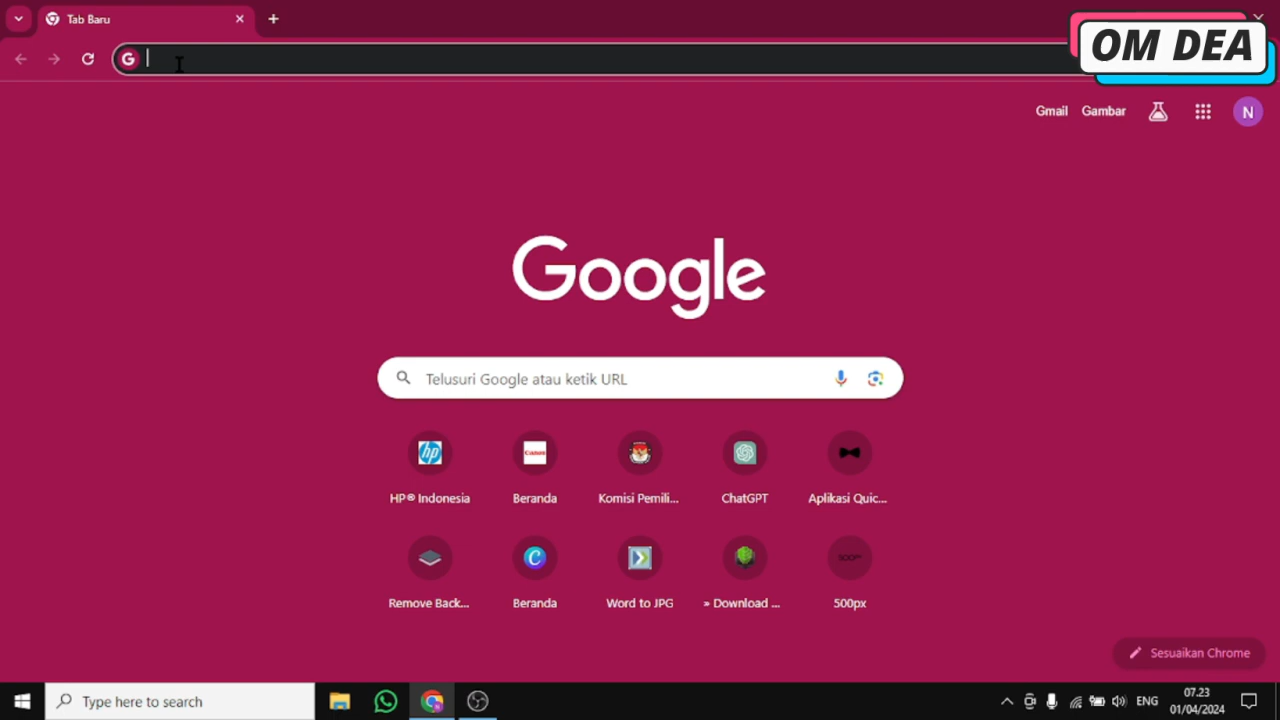 Tab Baru
OM DEA
Gmail Gambar N
Google
Telusuri Google atau ketik URL
HP® Indonesia
Beranda
Komisi Pemili...
ChatGPT
Aplikasi Quic...
Remove Back...
Beranda
Word to JPG
» Download ...
500px
Sesuaikan Chrome
Type here to search
ENG
07.23
01/04/2024